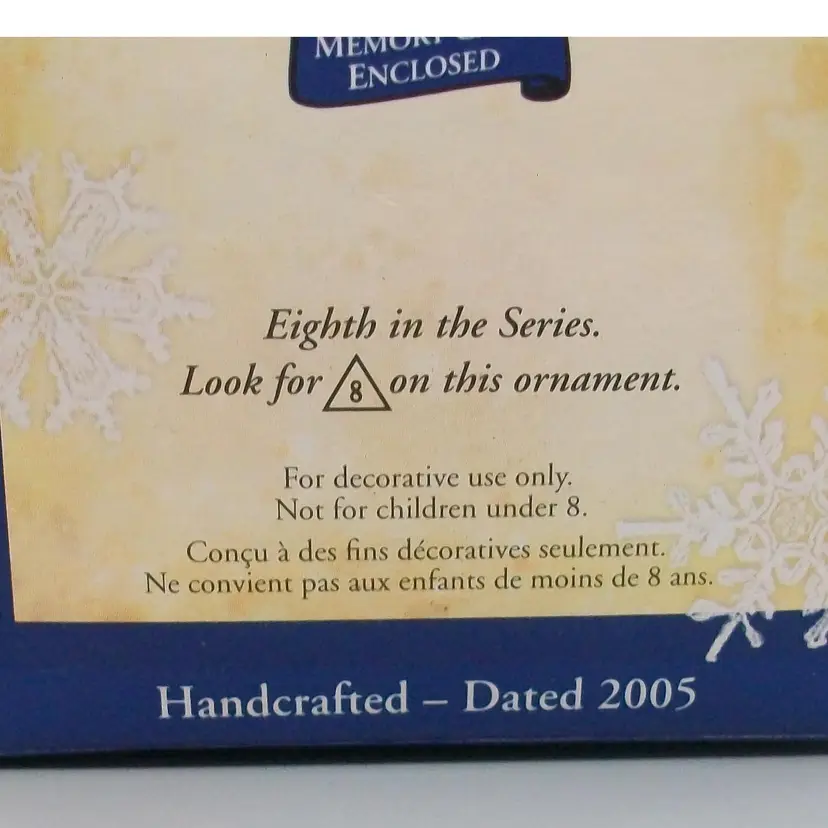 ENCLOSED
Eighth in the Series.
Look for 8 on this ornament.
For decorative use only.
Not for children under 8.
Conçu à des fins décoratives seulement.
Ne convient pas aux enfants de moins de 8 ans.
Handcrafted – Dated 2005